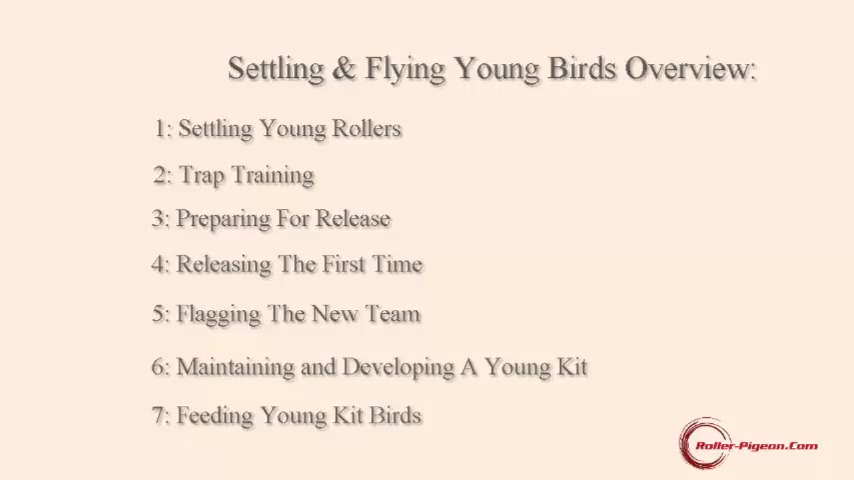 Settling & Flying Young Birds Overview:
1: Settling Young Rollers
2: Trap Training
3: Preparing For Release
4: Releasing The First Time
5: Flagging The New Team
6: Maintaining and Developing A Young Kit
7: Feeding Young Kit Birds
Roller-Pigeon.Com